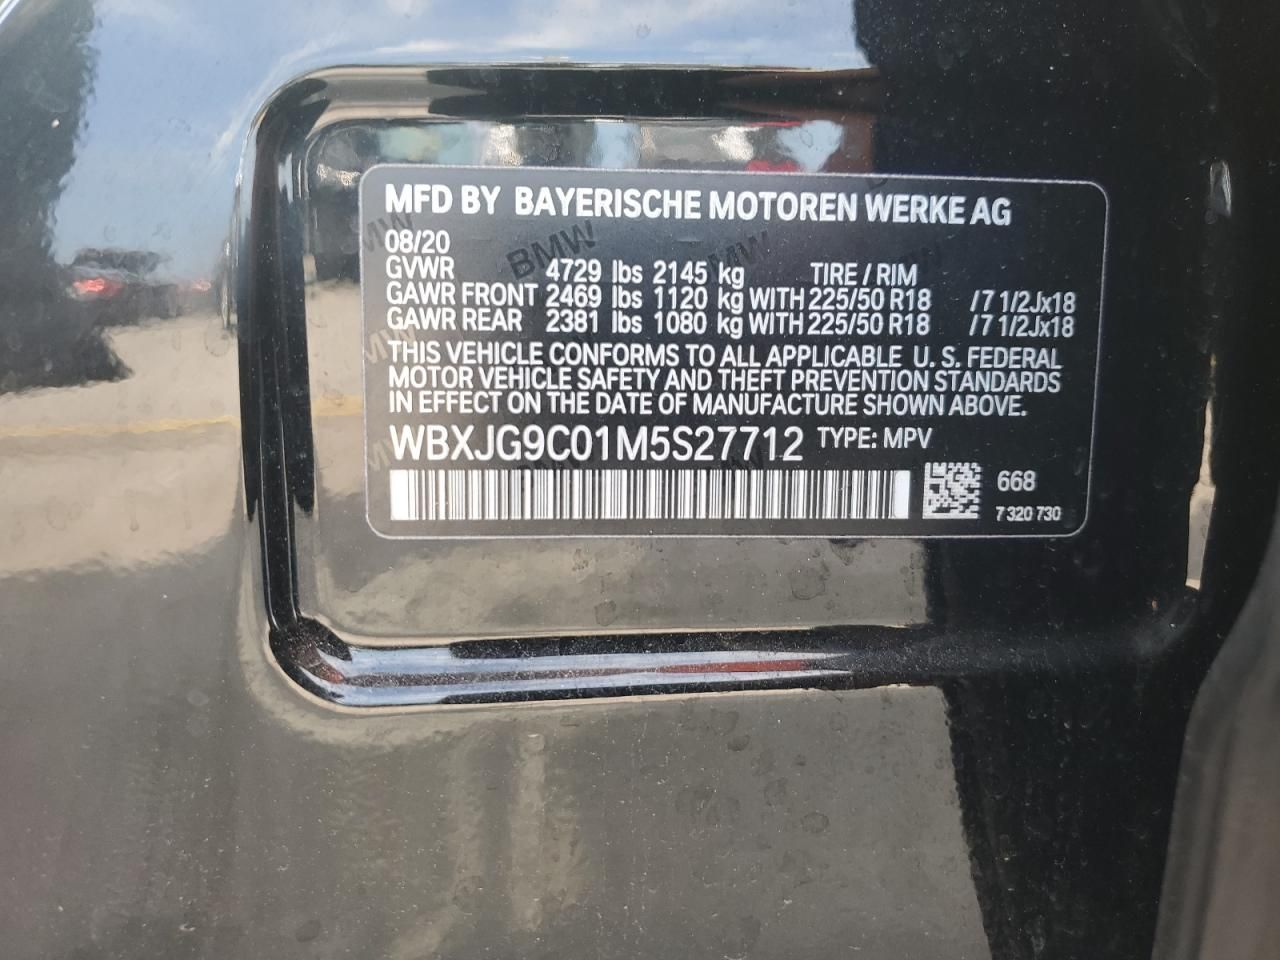 MFD BY BAYERISCHE MOTOREN WERKE AG
08/20
GVWR 4729 lbs 2145 kg TIRE / RIM
GAWR FRONT 2469 lbs 1120 kg WITH 225/50 R18 /7 1/2Jx18
GAWR REAR 2381 lbs 1080 kg WITH 225/50 R18 /7 1/2Jx18
THIS VEHICLE CONFORMS TO ALL APPLICABLE U. S. FEDERAL
MOTOR VEHICLE SAFETY AND THEFT PREVENTION STANDARDS
IN EFFECT ON THE DATE OF MANUFACTURE SHOWN ABOVE.
WBXJG9C01M5S27712 TYPE: MPV
668
7 320 730